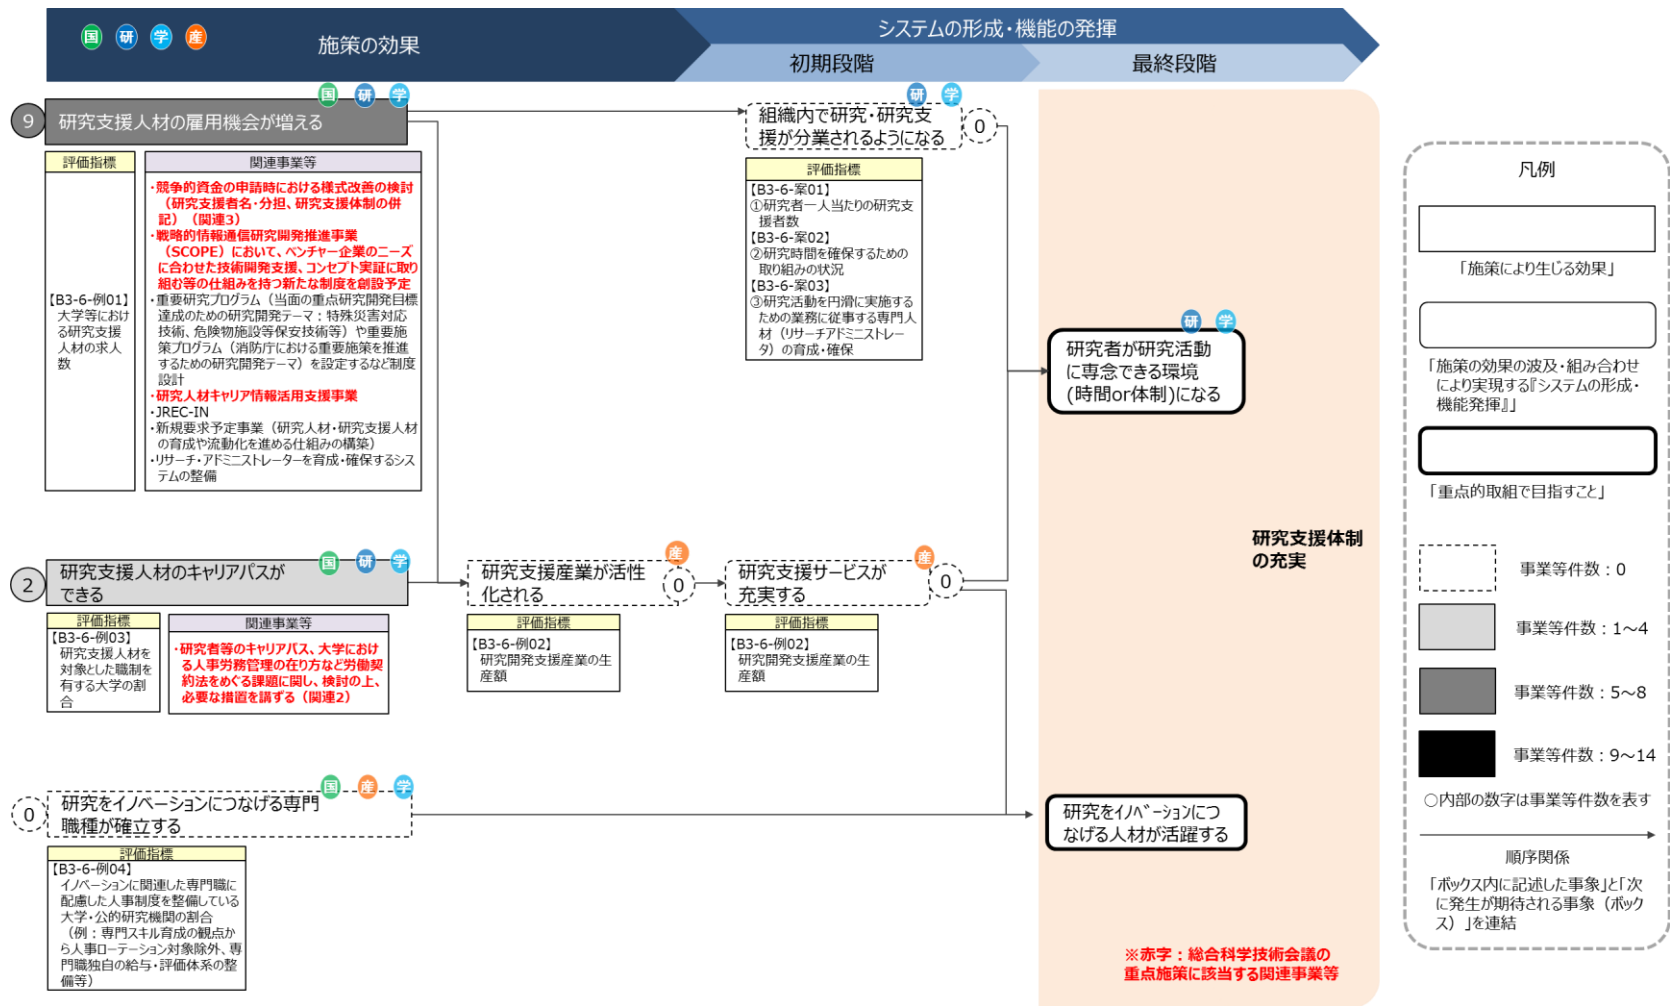 国 研 学 産
施策の効果
システムの形成・機能の発揮
初期段階
最終段階
国 研 学
9
研究支援人材の雇用機会が増える
評価指標
【B3-6-例01】
大学等におけ
る研究支援
人材の求人
数
関連事業等
・競争的資金の申請時における様式改善の検討
（研究支援者名・分担、研究支援体制の併
記）（関連3）
・戦略的情報通信研究開発推進事業
（SCOPE）において、ベンチャー企業のニーズ
に合わせた技術開発支援、コンセプト実証に取り
組む等の仕組みを持つ新たな制度を創設予定
・重要研究プログラム（当面の重点研究開発目標
達成のための研究開発テーマ：特殊災害対応
技術、危険物施設等保安技術等）や重要施
策プログラム（消防庁における重要施策を推進
するための研究開発テーマ）を設定するなど制度
設計
・研究人材キャリア情報活用支援事業
・JREC-IN
・新規要求予定事業（研究人材・研究支援人材
の育成や流動化を進める仕組みの構築）
・リサーチ・アドミニストレーターを育成・確保するシス
テムの整備
研 学
組織内で研究・研究支
援が分業されるようになる
0
評価指標
【B3-6-案01】
①研究者一人当たりの研究支
援者数
【B3-6-案02】
②研究時間を確保するための
取り組みの状況
【B3-6-案03】
③研究活動を円滑に実施する
ための業務に従事する専門人
材（リサーチアドミニストレー
タ）の育成・確保
研 学
研究者が研究活動
に専念できる環境
(時間or体制)になる
国 研 学
2
研究支援人材のキャリアパスが
できる
評価指標
【B3-6-例03】
研究支援人材を
対象とした職制を
有する大学の割
合
関連事業等
・研究者等のキャリアパス、大学におけ
る人事労務管理の在り方など労働契
約法をめぐる課題に関し、検討の上、
必要な措置を講ずる（関連2）
産
研究支援産業が活性
化される
0
評価指標
【B3-6-例02】
研究開発支援産業の生
産額
産
研究支援サービスが
充実する
0
評価指標
【B3-6-例02】
研究開発支援産業の生
産額
研究支援体制
の充実
国 産 学
0
研究をイノベーションにつなげる専門
職種が確立する
評価指標
【B3-6-例04】
イノベーションに関連した専門職に
配慮した人事制度を整備している
大学・公的研究機関の割合
（例：専門スキル育成の観点か
ら人事ローテーション対象除外、専
門職独自の給与・評価体系の整
備等）
研究をイノベーションにつ
なげる人材が活躍する
※赤字：総合科学技術会議の
重点施策に該当する関連事業等
凡例
「施策により生じる効果」
「施策の効果の波及・組み合わせ
により実現する『システムの形成・
機能発揮』」
「重点的取組で目指すこと」
事業等件数：0
事業等件数：1～4
事業等件数：5～8
事業等件数：9～14
○内部の数字は事業等件数を表す
順序関係
「ボックス内に記述した事象」と「次
に発生が期待される事象（ボック
ス）」を連結